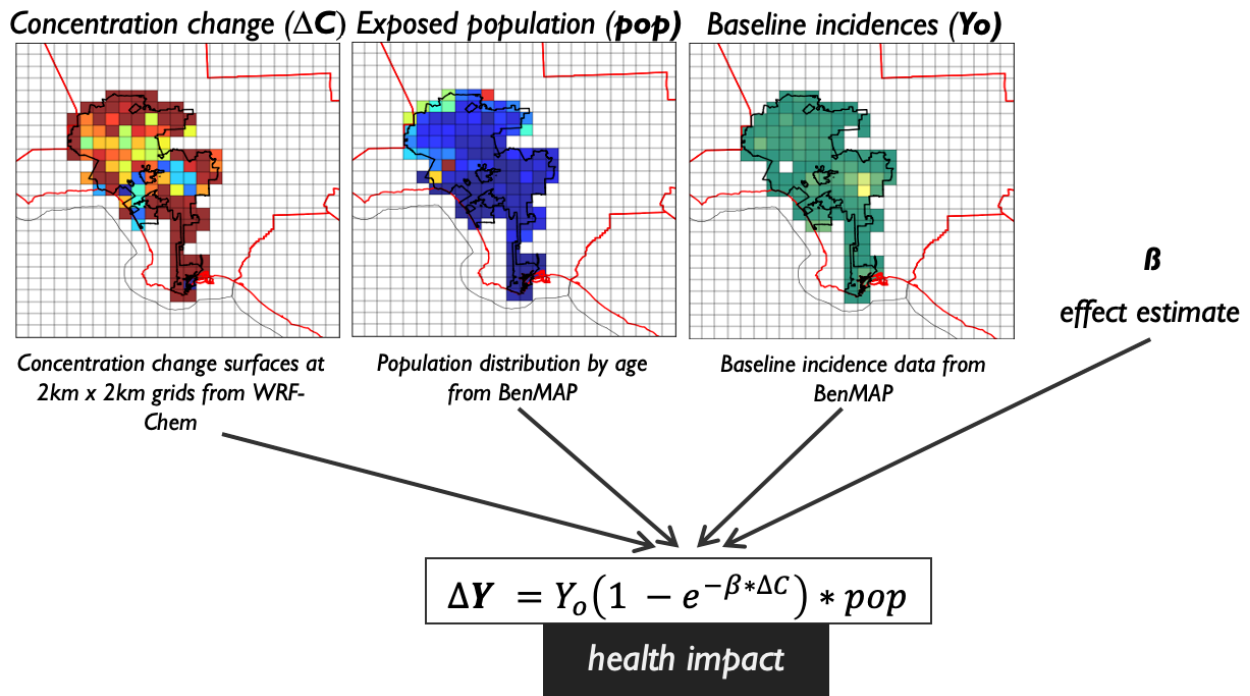 Concentration change (ΔC)
Exposed population (pop)
Baseline incidences (Yo)
Concentration change surfaces at
2km x 2km grids from WRF-
Chem
Population distribution by age
from BenMAP
Baseline incidence data from
BenMAP
ß
effect estimate
ΔY = Y₀(1 − e^{−β∗ΔC}) ∗ pop
health impact